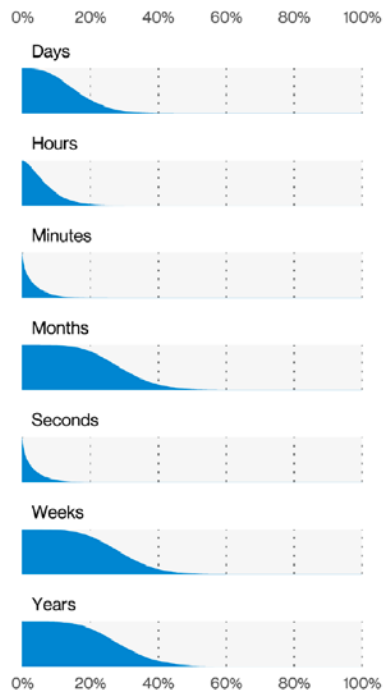 0% 20% 40% 60% 80% 100%
Days
Hours
Minutes
Months
Seconds
Weeks
Years
0% 20% 40% 60% 80% 100%